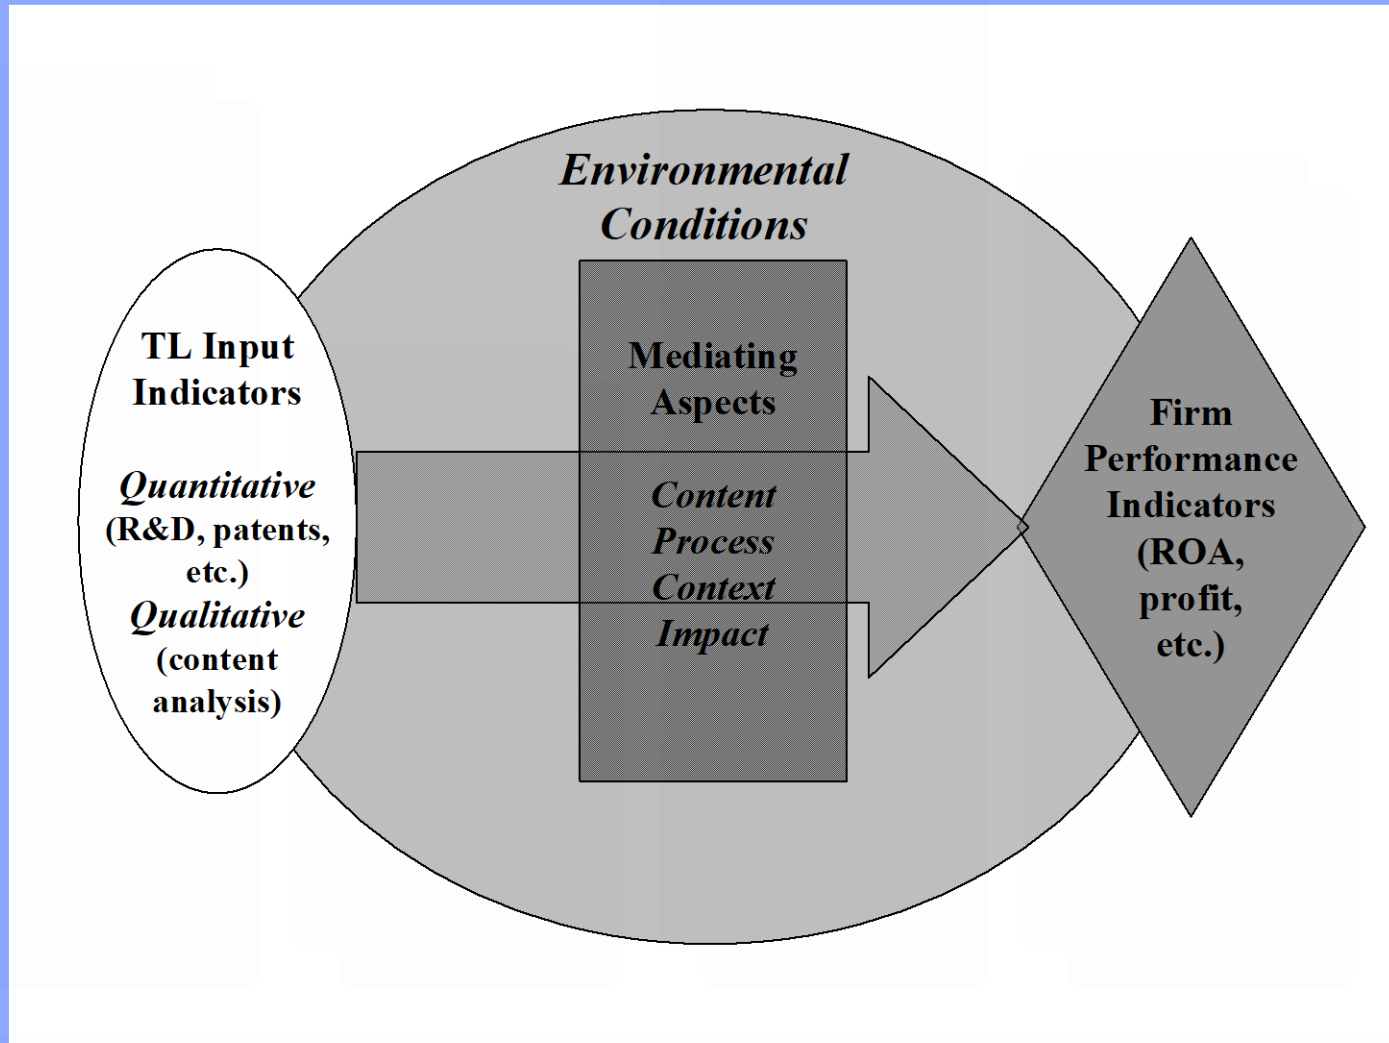 Environmental
Conditions
TL Input
Indicators
Quantitative
(R&D, patents,
etc.)
Qualitative
(content
analysis)
Mediating
Aspects
Content
Process
Context
Impact
Firm
Performance
Indicators
(ROA,
profit,
etc.)